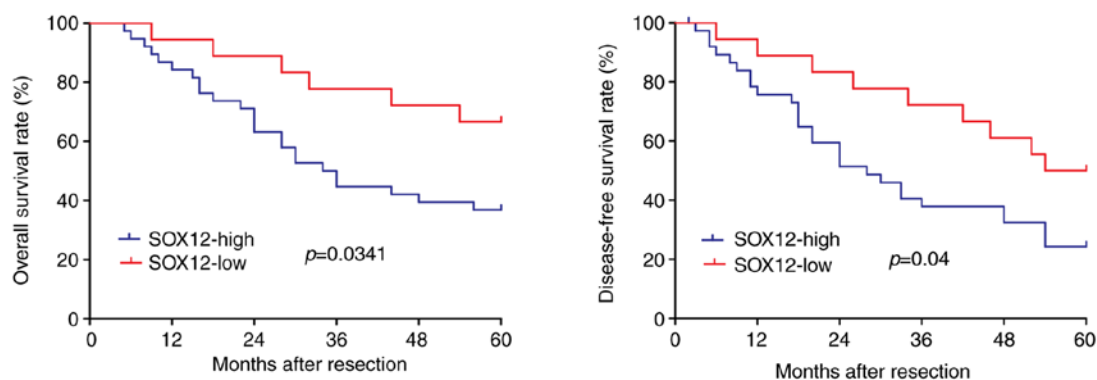 Overall survival rate (%)
100
80
60
40
20
0
SOX12-high
SOX12-low
p=0.0341
0 12 24 36 48 60
Months after resection
Disease-free survival rate (%)
100
80
60
40
20
0
SOX12-high
SOX12-low
p=0.04
0 12 24 36 48 60
Months after resection